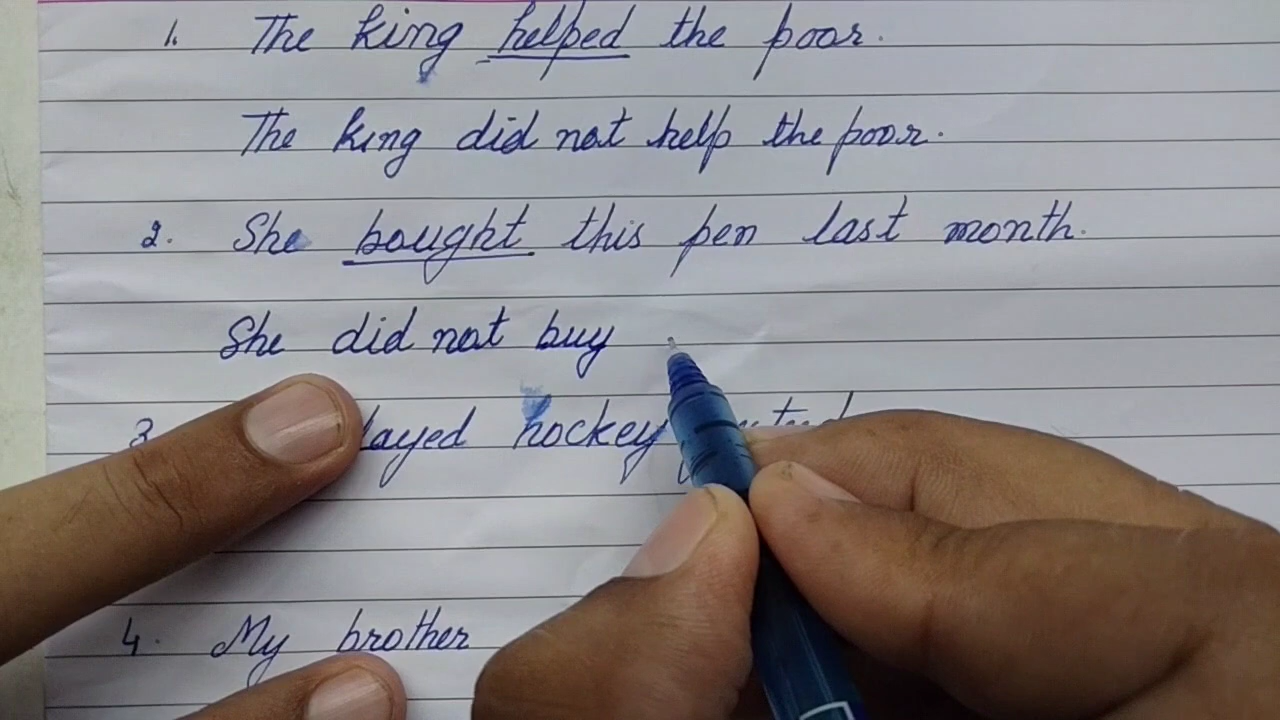 1. The king helped the poor.
The king did not help the poor.
2. She bought this pen last month.
She did not buy
3. hockey
4. My brother